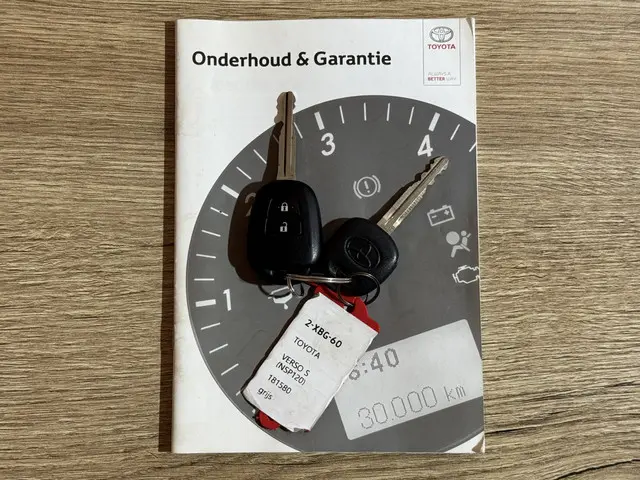 Onderhoud & Garantie
TOYOTA
ALWAYS A
BETTER WAY
3
4
2
1
2-XBG-60
TOYOTA
VERSO S
(NSP120)
181580
grijs
6:40
30.000 km